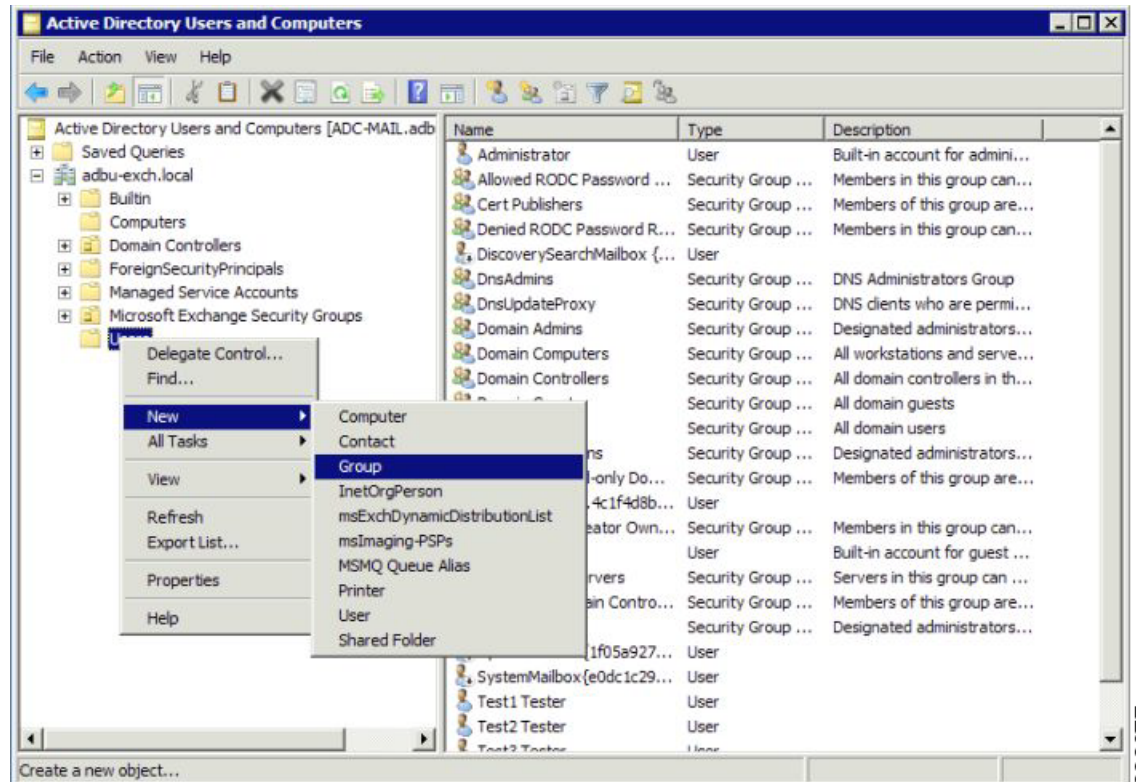 Active Directory Users and Computers
File Action View Help
Active Directory Users and Computers [ADC-MAIL.adb
Saved Queries
adbu-exch.local
Builtin
Computers
Domain Controllers
ForeignSecurityPrincipals
Managed Service Accounts
Microsoft Exchange Security Groups
Delegate Control...
Find...
New
All Tasks
View
Refresh
Export List...
Properties
Help
Computer
Contact
Group
InetOrgPerson
msExchDynamicDistributionList
msImaging-PSPs
MSMQ Queue Alias
Printer
User
Shared Folder
Name Type Description
Administrator User Built-in account for admini...
Allowed RODC Password ... Security Group ... Members in this group can...
Cert Publishers Security Group ... Members of this group are...
Denied RODC Password R... Security Group ... Members in this group can...
DiscoverySearchMailbox {... User
DnsAdmins Security Group ... DNS Administrators Group
DnsUpdateProxy Security Group ... DNS clients who are permi...
Domain Admins Security Group ... Designated administrators...
Domain Computers Security Group ... All workstations and serve...
Domain Controllers Security Group ... All domain controllers in th...
Security Group ... All domain guests
Security Group ... All domain users
ns Security Group ... Designated administrators...
l-only Do... Security Group ... Members of this group are...
.4c1f4d8b... User
eator Own... Security Group ... Members in this group can...
User Built-in account for guest ...
rvers Security Group ... Servers in this group can ...
ain Contro... Security Group ... Members of this group are...
Security Group ... Designated administrators...
{1f05a927... User
SystemMailbox{e0dc1c29... User
Test1 Tester User
Test2 Tester User
Test3 Tester User
Create a new object...